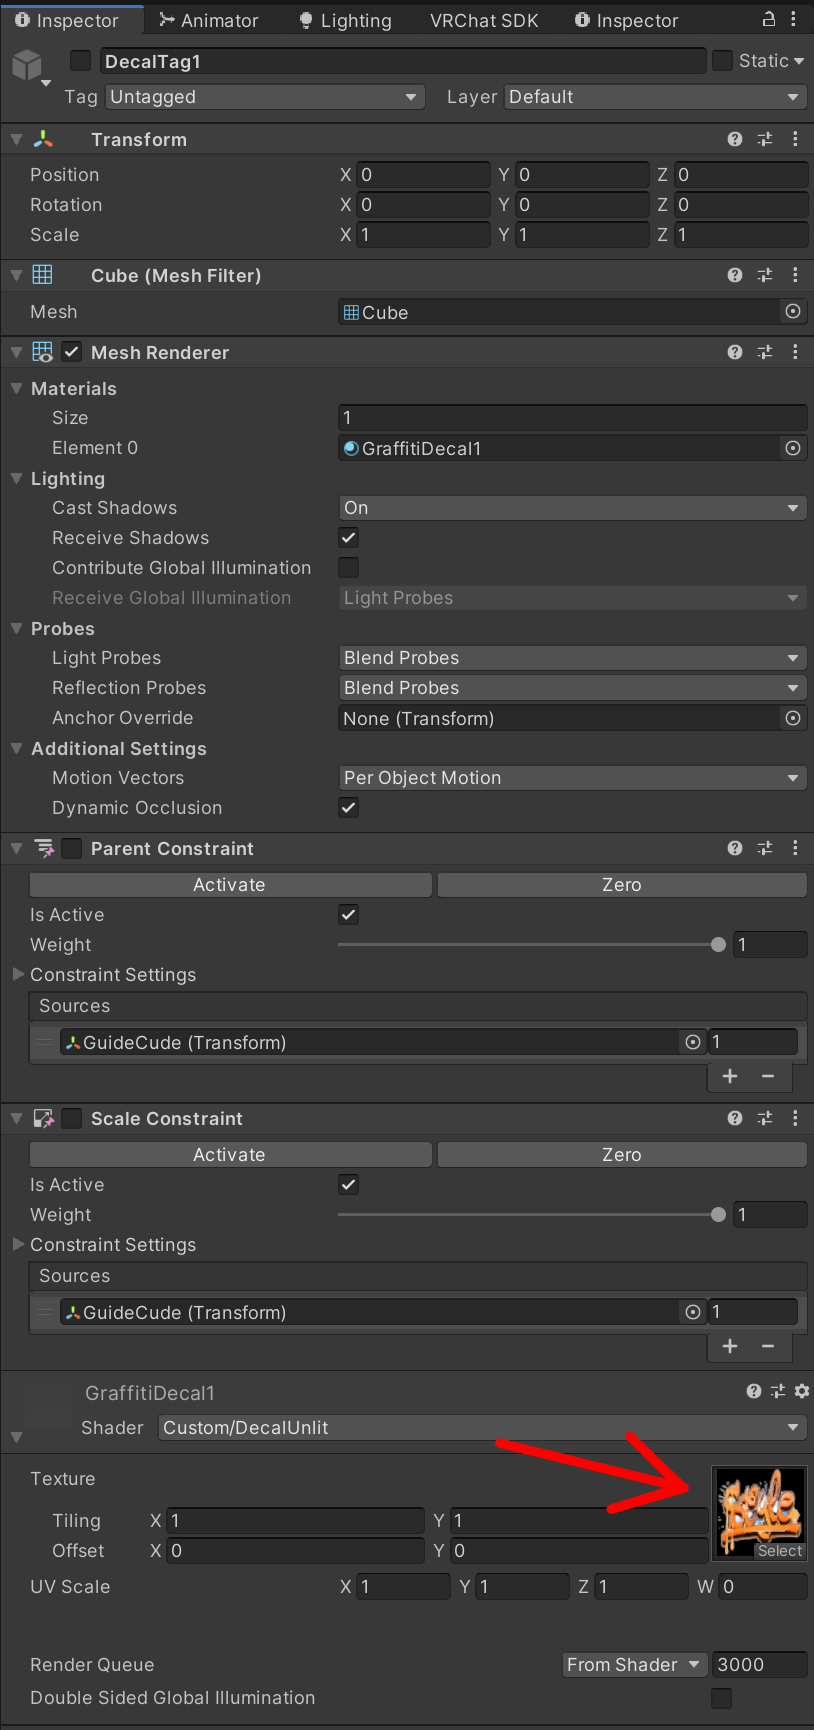 Inspector Animator Lighting VRChat SDK Inspector
DecalTag1 Static
Tag Untagged Layer Default
Transform
Position X 0 Y 0 Z 0
Rotation X 0 Y 0 Z 0
Scale X 1 Y 1 Z 1
Cube (Mesh Filter)
Mesh Cube
Mesh Renderer
Materials
Size 1
Element 0 GraffitiDecal1
Lighting
Cast Shadows On
Receive Shadows
Contribute Global Illumination
Receive Global Illumination Light Probes
Probes
Light Probes Blend Probes
Reflection Probes Blend Probes
Anchor Override None (Transform)
Additional Settings
Motion Vectors Per Object Motion
Dynamic Occlusion
Parent Constraint
Activate Zero
Is Active
Weight 1
Constraint Settings
Sources
GuideCude (Transform) 1
Scale Constraint
Activate Zero
Is Active
Weight 1
Constraint Settings
Sources
GuideCude (Transform) 1
GraffitiDecal1
Shader Custom/DecalUnlit
Texture
Tiling X 1 Y 1
Offset X 0 Y 0
Select
UV Scale X 1 Y 1 Z 1 W 0
Render Queue From Shader 3000
Double Sided Global Illumination